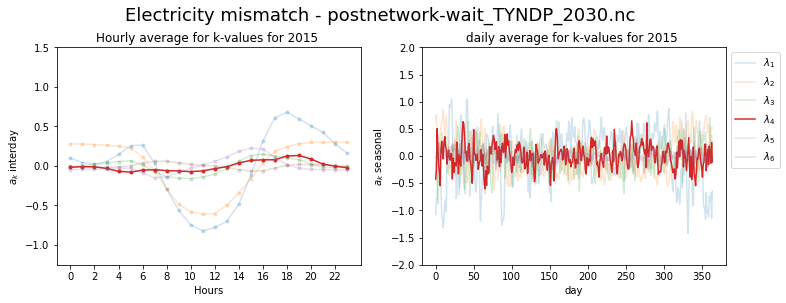 Electricity mismatch - postnetwork-wait_TYNDP_2030.nc
Hourly average for k-values for 2015
1.5
1.0
0.5
0.0
−0.5
−1.0
a_k interday
0 2 4 6 8 10 12 14 16 18 20 22
Hours
daily average for k-values for 2015
2.0
1.5
1.0
0.5
0.0
−0.5
−1.0
−1.5
−2.0
a_k seasonal
0 50 100 150 200 250 300 350
day
λ₁
λ₂
λ₃
λ₄
λ₅
λ₆